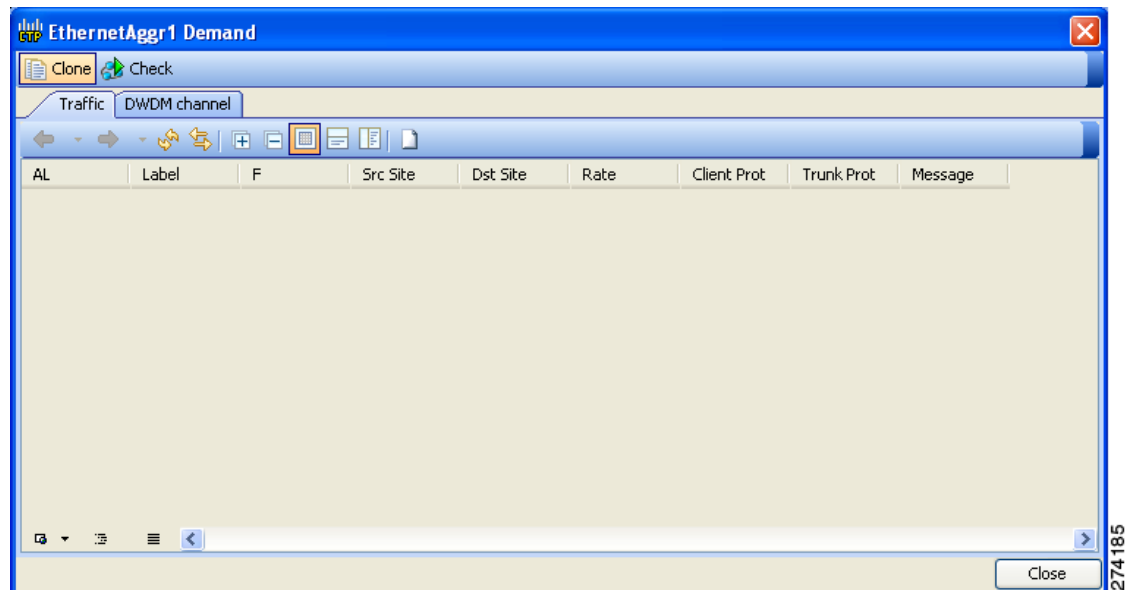 CTP EthernetAggr1 Demand
Clone Check
Traffic DWDM channel
AL Label F Src Site Dst Site Rate Client Prot Trunk Prot Message
Close
274185